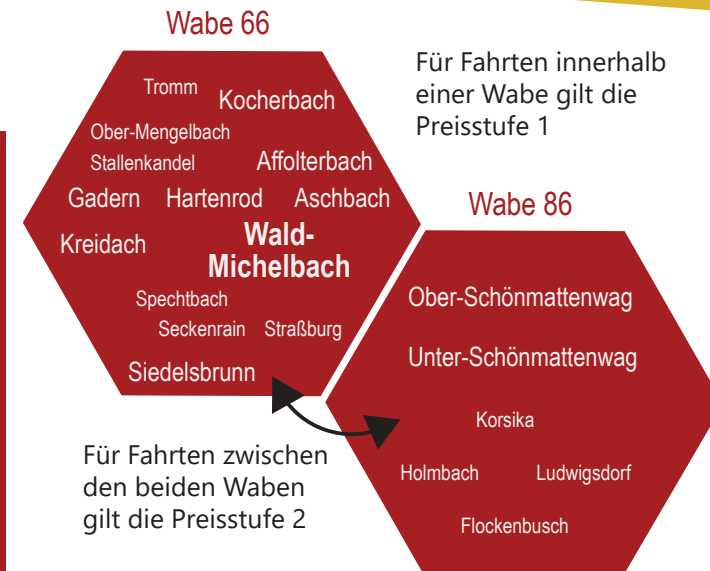 Wabe 66
Tromm
Kocherbach
Ober-Mengelbach
Stallenkandel
Affolterbach
Gadern
Hartenrod
Aschbach
Kreidach
Wald-
Michelbach
Spechtbach
Seckenrain
Straßburg
Siedelsbrunn
Für Fahrten innerhalb
einer Wabe gilt die
Preisstufe 1
Wabe 86
Ober-Schönmattenwag
Unter-Schönmattenwag
Korsika
Holmbach
Ludwigsdorf
Flockenbusch
Für Fahrten zwischen
den beiden Waben
gilt die Preisstufe 2